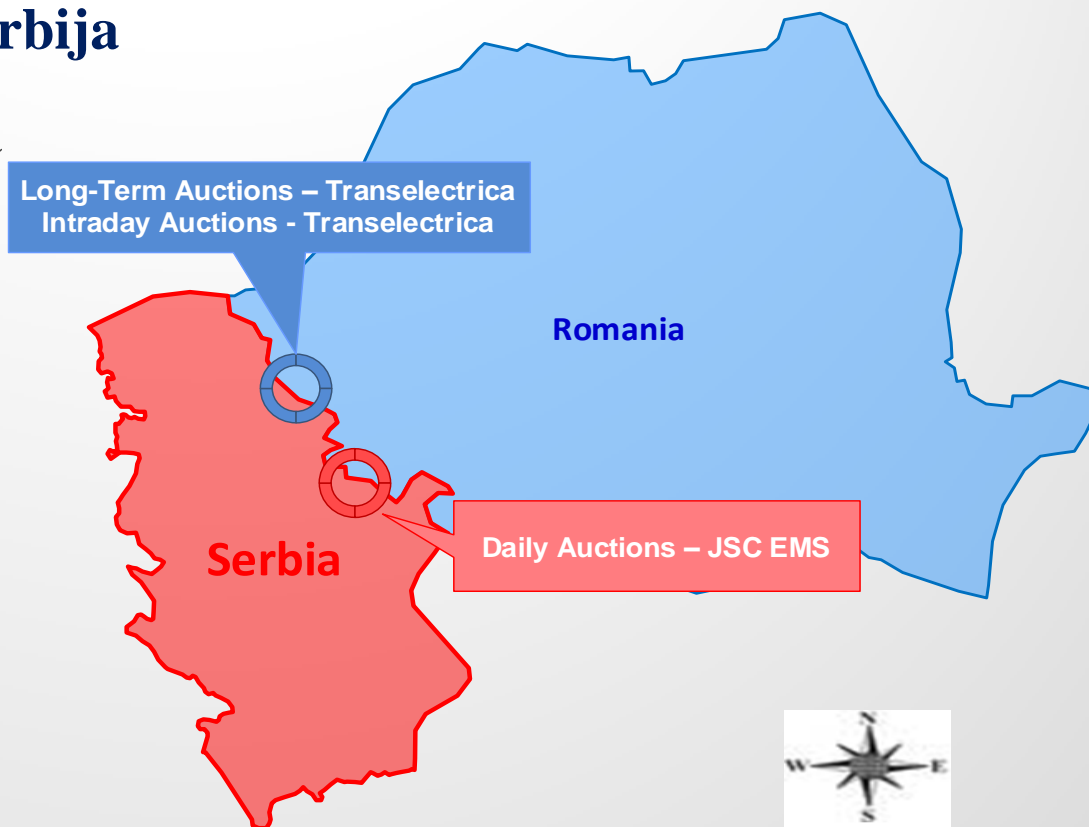 rbija
Long-Term Auctions – Transelectrica
Intraday Auctions - Transelectrica
Romania
Serbia
Daily Auctions – JSC EMS
N
W E
S